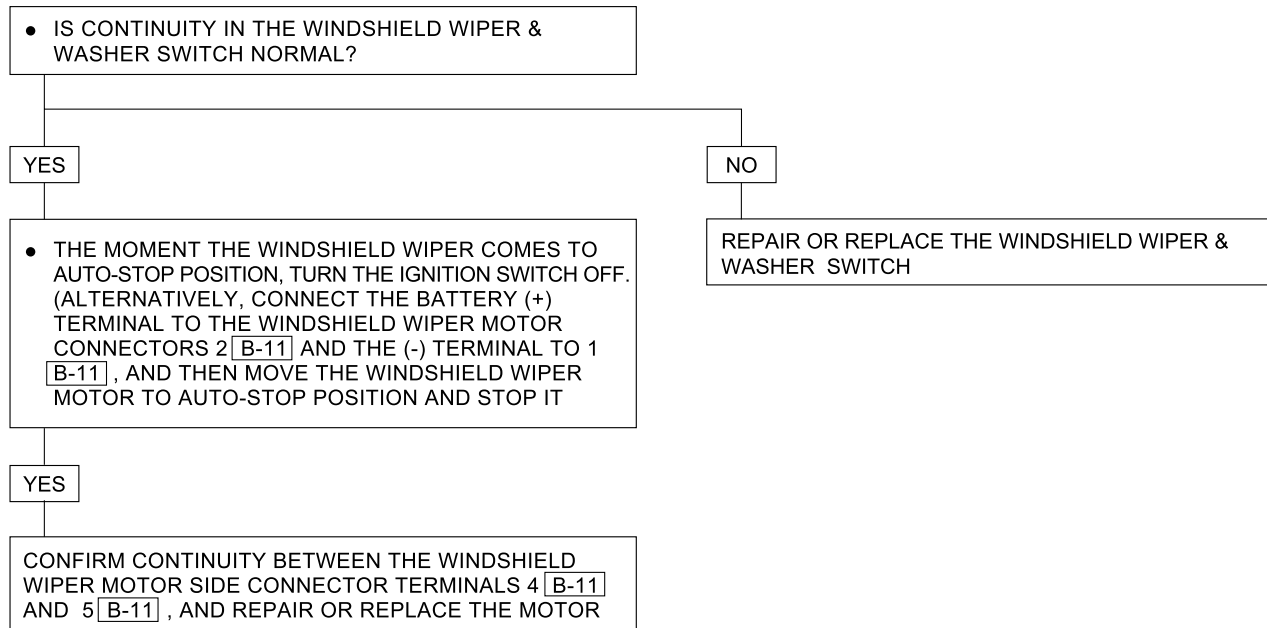 ● IS CONTINUITY IN THE WINDSHIELD WIPER &
WASHER SWITCH NORMAL?
YES
NO
● THE MOMENT THE WINDSHIELD WIPER COMES TO
AUTO-STOP POSITION, TURN THE IGNITION SWITCH OFF.
(ALTERNATIVELY, CONNECT THE BATTERY (+)
TERMINAL TO THE WINDSHIELD WIPER MOTOR
CONNECTORS 2 B-11 AND THE (-) TERMINAL TO 1
B-11 , AND THEN MOVE THE WINDSHIELD WIPER
MOTOR TO AUTO-STOP POSITION AND STOP IT
REPAIR OR REPLACE THE WINDSHIELD WIPER &
WASHER SWITCH
YES
CONFIRM CONTINUITY BETWEEN THE WINDSHIELD
WIPER MOTOR SIDE CONNECTOR TERMINALS 4 B-11
AND 5 B-11 , AND REPAIR OR REPLACE THE MOTOR